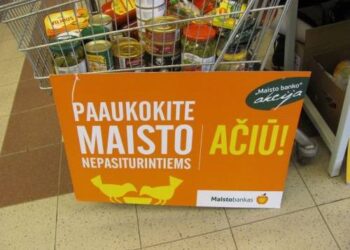 „Maisto banko"
akcija
PAAUKOKITE
MAISTO
NEPASITURINTIEMS
AČIŪ!
Maistobankas